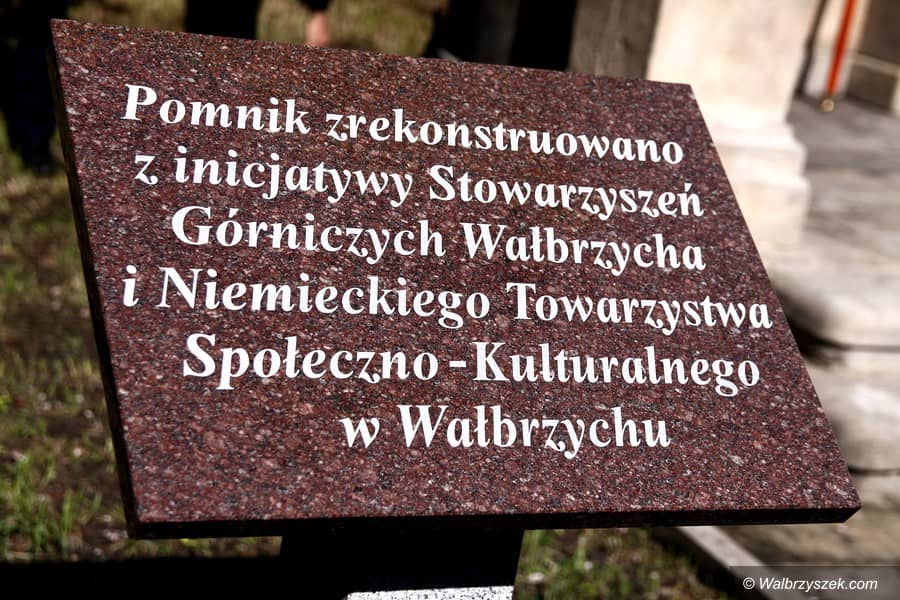 Pomnik zrekonstruowano
z inicjatywy Stowarzyszeń
Górniczych Wałbrzycha
i Niemieckiego Towarzystwa
Społeczno-Kulturalnego
w Wałbrzychu
© Walbrzyszek.com